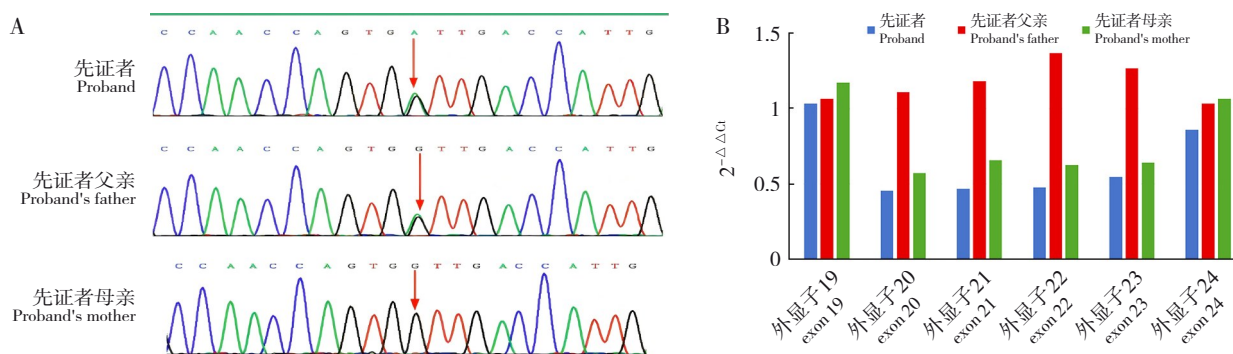 A
C C A A C C A G T G A T T G A C C A T T G
先证者
Proband
C C A A C C A G T G G T T G A C C A T T G
先证者父亲
Proband's father
C C A A C C A G T G G T T G A C C A T T G
先证者母亲
Proband's mother
B
先证者 先证者父亲 先证者母亲
Proband Proband's father Proband's mother
1.5
1
0.5
0
2^-△△Ct
外显子19
exon 19
外显子20
exon 20
外显子21
exon 21
外显子22
exon 22
外显子23
exon 23
外显子24
exon 24